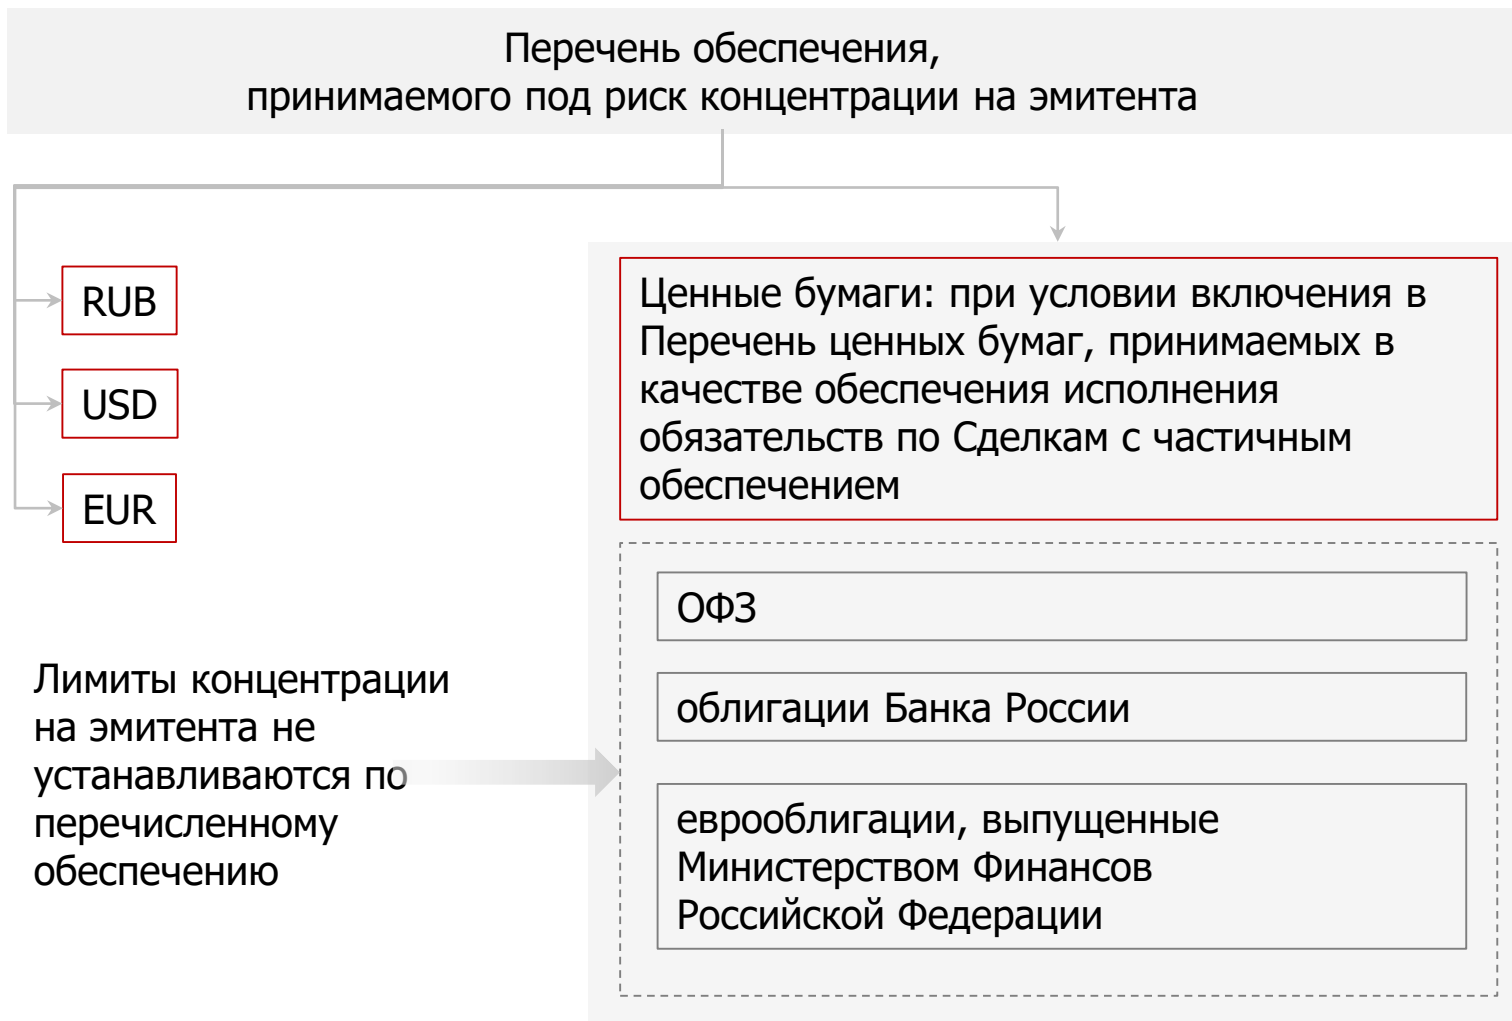 Перечень обеспечения,
принимаемого под риск концентрации на эмитента
RUB
USD
EUR
Ценные бумаги: при условии включения в
Перечень ценных бумаг, принимаемых в
качестве обеспечения исполнения
обязательств по Сделкам с частичным
обеспечением
Лимиты концентрации
на эмитента не
устанавливаются по
перечисленному
обеспечению
ОФЗ
облигации Банка России
еврооблигации, выпущенные
Министерством Финансов
Российской Федерации